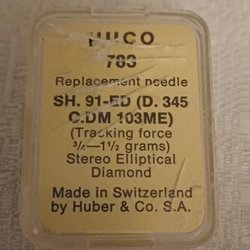 HUCO
783
Replacement needle
SH. 91-ED (D. 345
C.DM 103ME)
(Tracking force
¾–1½ grams)
Stereo Elliptical
Diamond
Made in Switzerland
by Huber & Co. S.A.